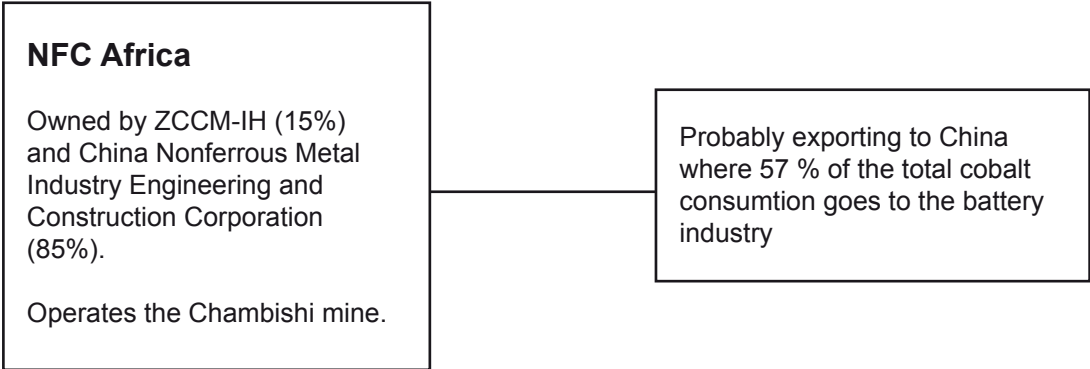 NFC Africa
Owned by ZCCM-IH (15%)
and China Nonferrous Metal
Industry Engineering and
Construction Corporation
(85%).
Operates the Chambishi mine.
Probably exporting to China
where 57 % of the total cobalt
consumtion goes to the battery
industry